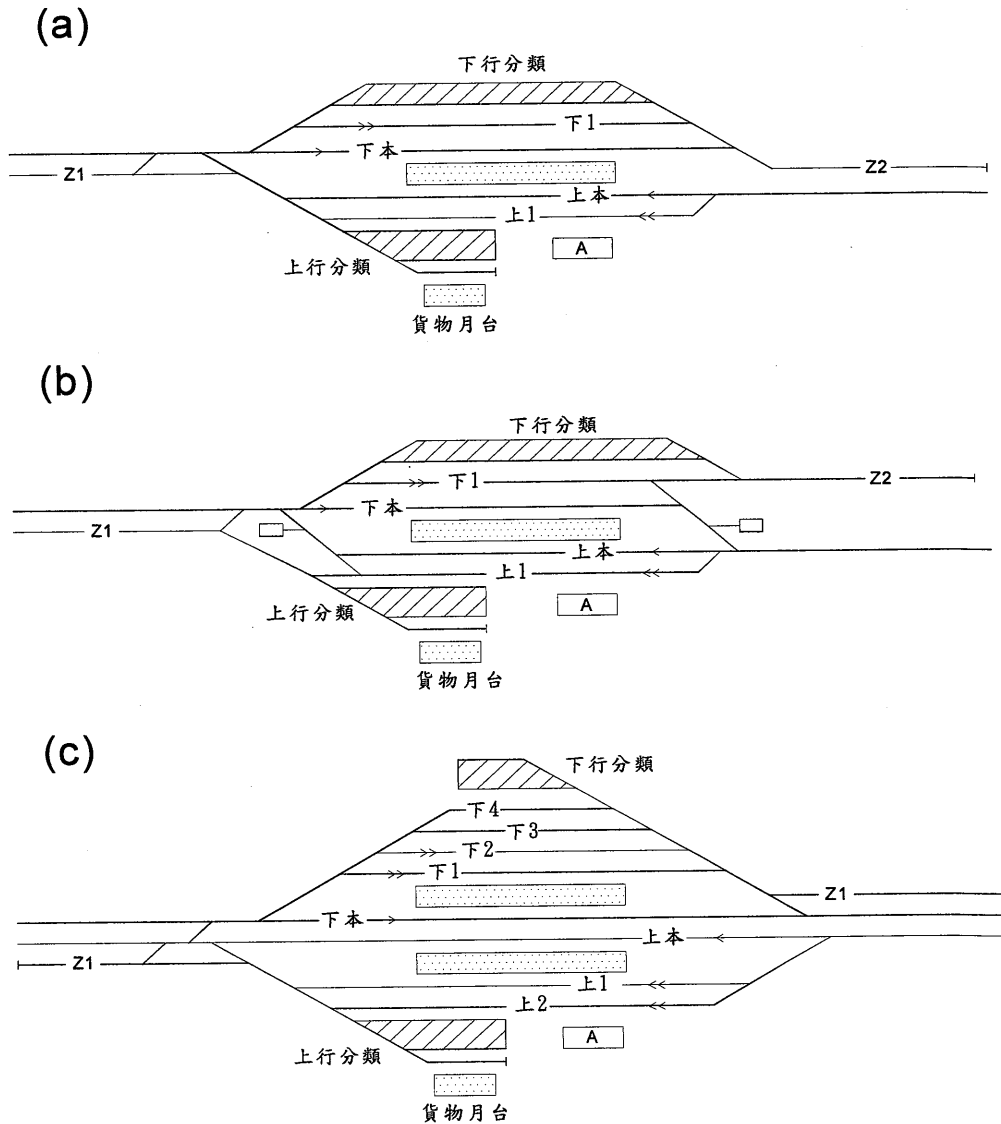 (a)
下行分類
下1
下本
Z1
Z2
上本
上1
A
上行分類
貨物月台
(b)
下行分類
下1
Z2
下本
Z1
上本
上1
A
上行分類
貨物月台
(c)
下行分類
下4
下3
下2
下1
Z1
下本
上本
Z1
上1
上2
A
上行分類
貨物月台